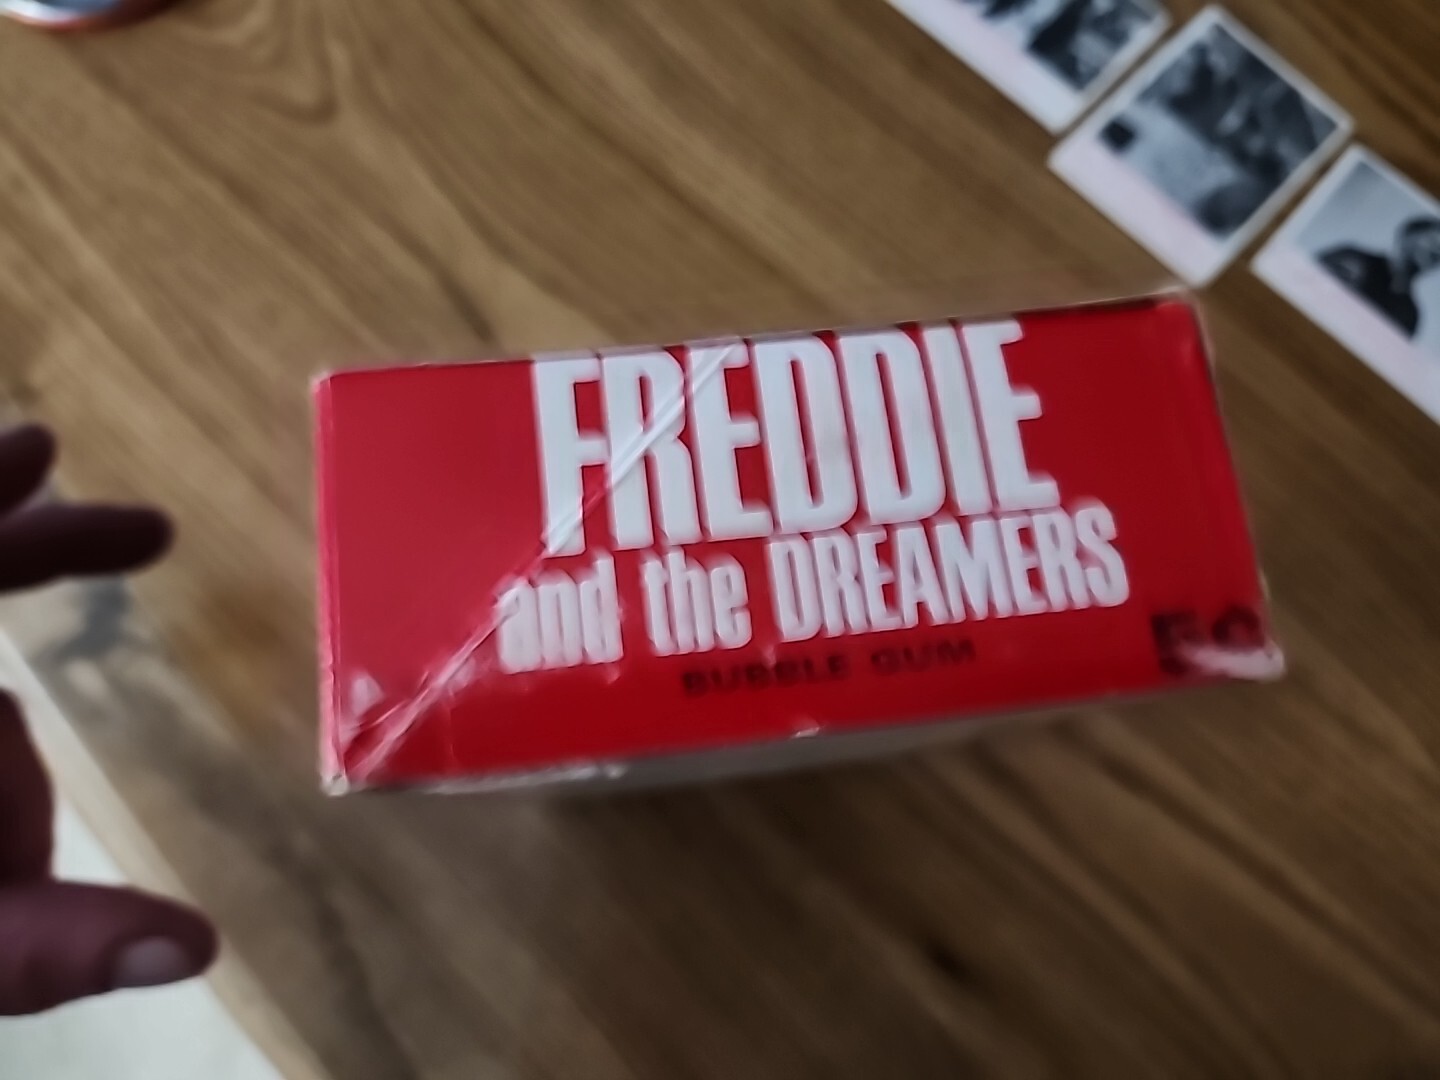 FREDDIE
and the DREAMERS
BUBBLE GUM